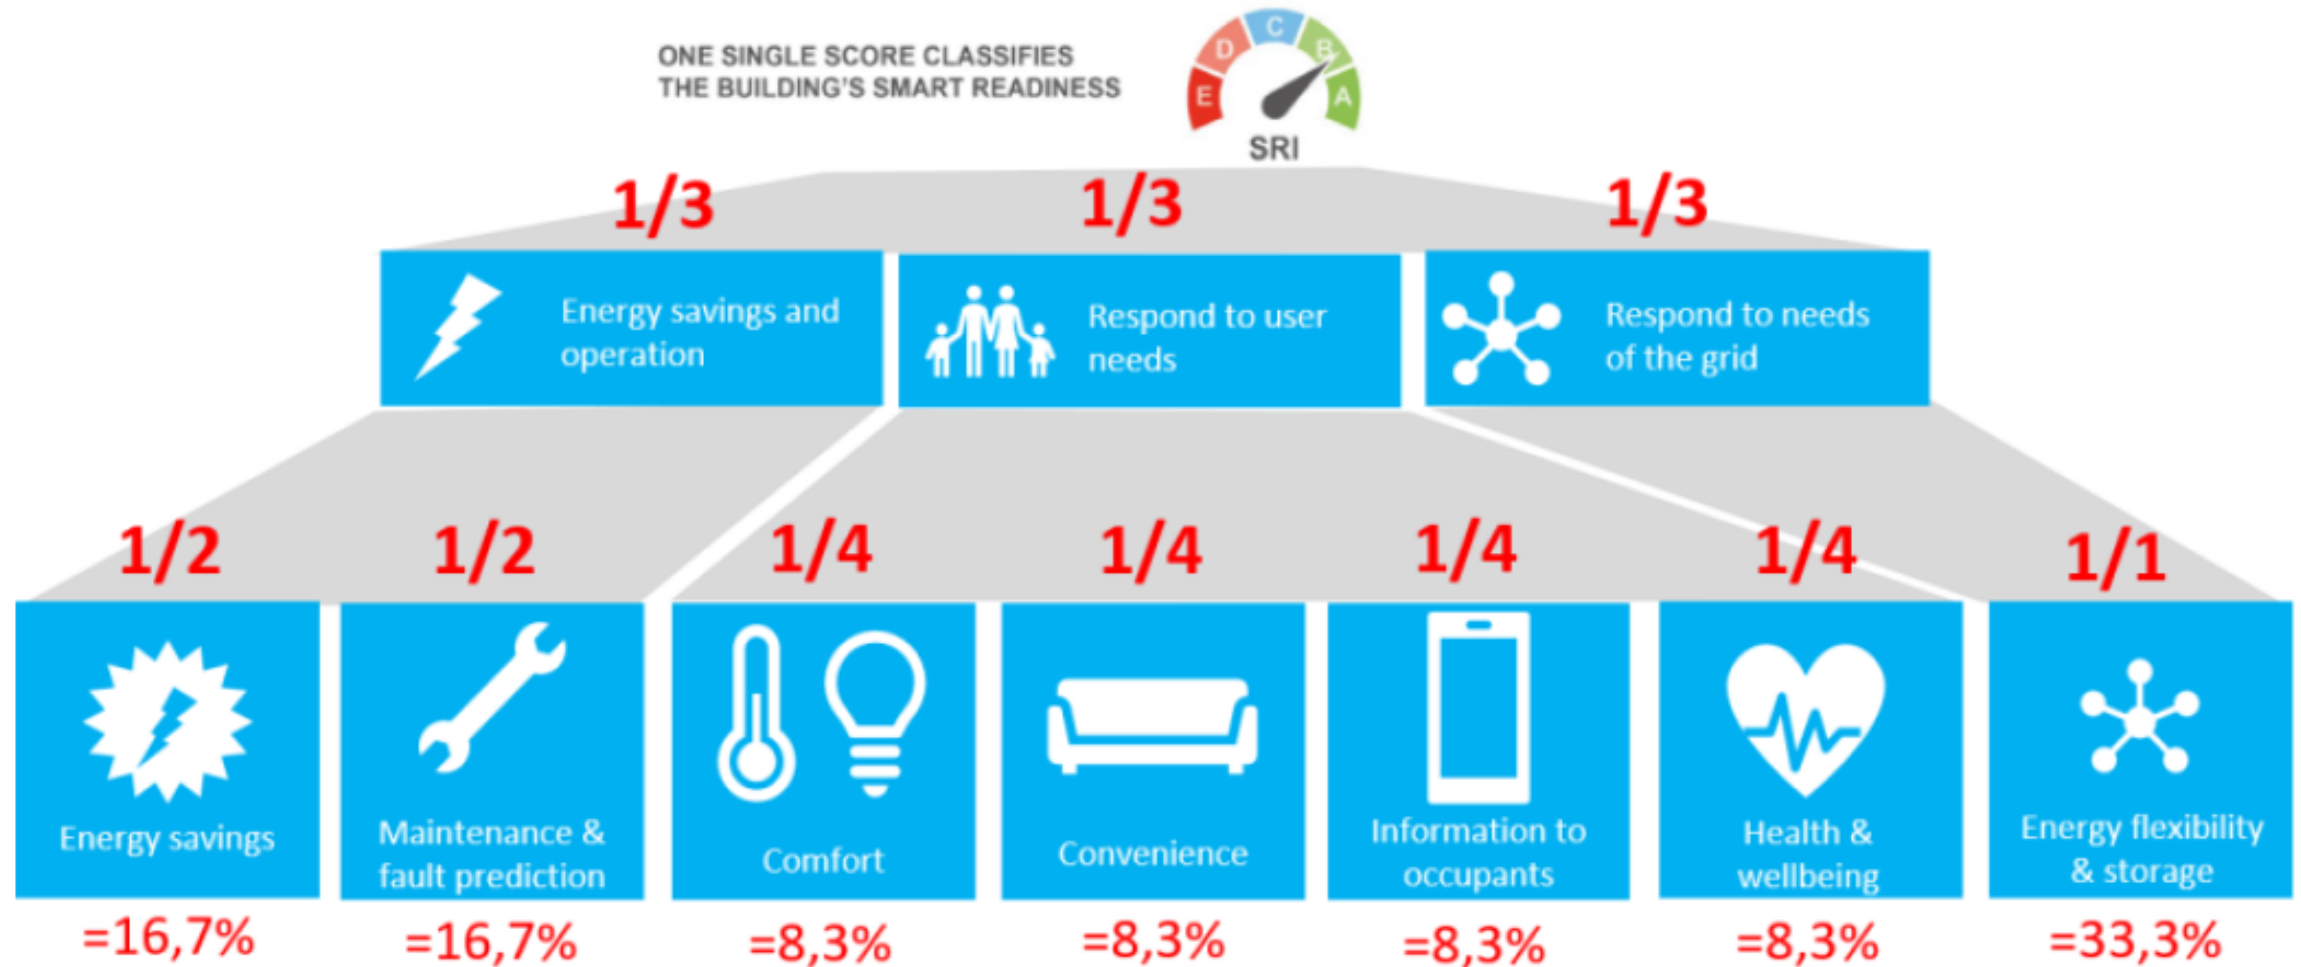 ONE SINGLE SCORE CLASSIFIES
THE BUILDING'S SMART READINESS
E
D
C
B
A
SRI
1/3
1/3
1/3
Energy savings and
operation
Respond to user
needs
Respond to needs
of the grid
1/2
1/2
1/4
1/4
1/4
1/4
1/1
Energy savings
Maintenance &
fault prediction
Comfort
Convenience
Information to
occupants
Health &
wellbeing
Energy flexibility
& storage
=16,7%
=16,7%
=8,3%
=8,3%
=8,3%
=8,3%
=33,3%